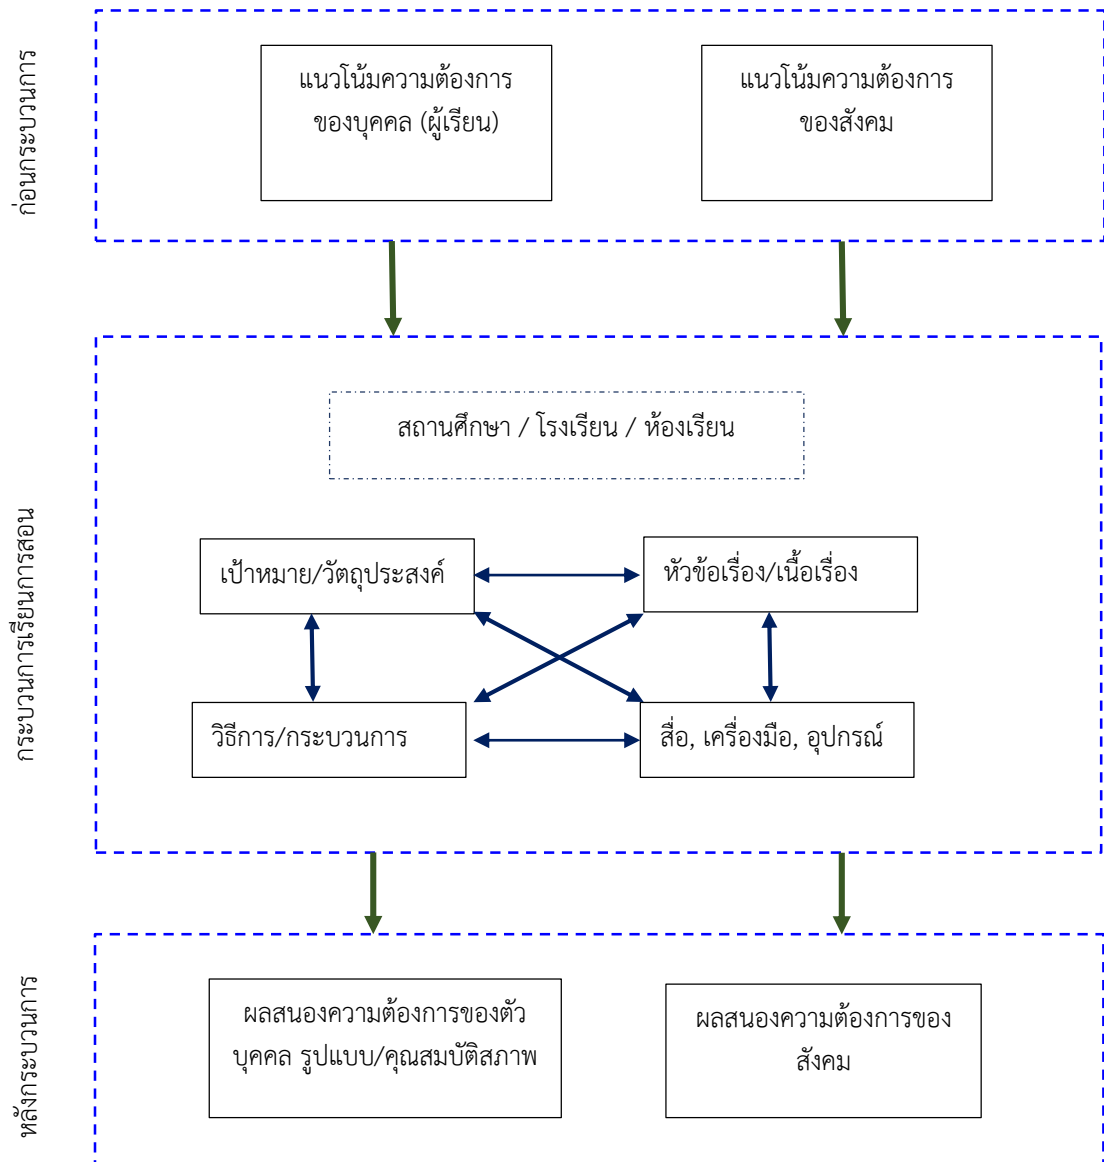 ก่อนกระบวนการ
แนวโน้มความต้องการ
ของบุคคล (ผู้เรียน)
แนวโน้มความต้องการ
ของสังคม
กระบวนการเรียนการสอน
สถานศึกษา / โรงเรียน / ห้องเรียน
เป้าหมาย/วัตถุประสงค์
หัวข้อเรื่อง/เนื้อเรื่อง
วิธีการ/กระบวนการ
สื่อ, เครื่องมือ, อุปกรณ์
หลังกระบวนการ
ผลสนองความต้องการของตัว
บุคคล รูปแบบ/คุณสมบัติสภาพ
ผลสนองความต้องการของ
สังคม